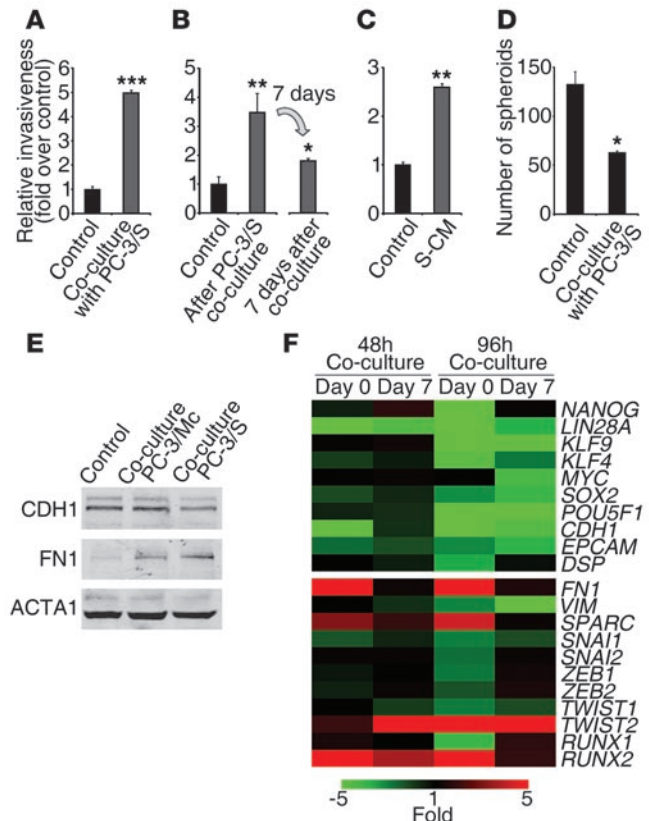 A
Relative invasiveness
(fold over control)
6
5
4
3
2
1
0
***
Control
Co-culture
with PC-3/S
B
6
5
4
3
2
1
0
**
7 days
*
Control
After PC-3/S
co-culture
7 days after
co-culture
C
3
2
1
0
**
Control
S-CM
D
Number of spheroids
150
100
50
0
*
Control
Co-culture
with PC-3/S
E
Control
Co-culture
PC-3/Mc
Co-culture
PC-3/S
CDH1
FN1
ACTA1
F
48h 96h
Co-culture Co-culture
Day 0 Day 7 Day 0 Day 7
NANOG
LIN28A
KLF9
KLF4
MYC
SOX2
POU5F1
CDH1
EPCAM
DSP
FN1
VIM
SPARC
SNAI1
SNAI2
ZEB1
ZEB2
TWIST1
TWIST2
RUNX1
RUNX2
-5 1 5
Fold